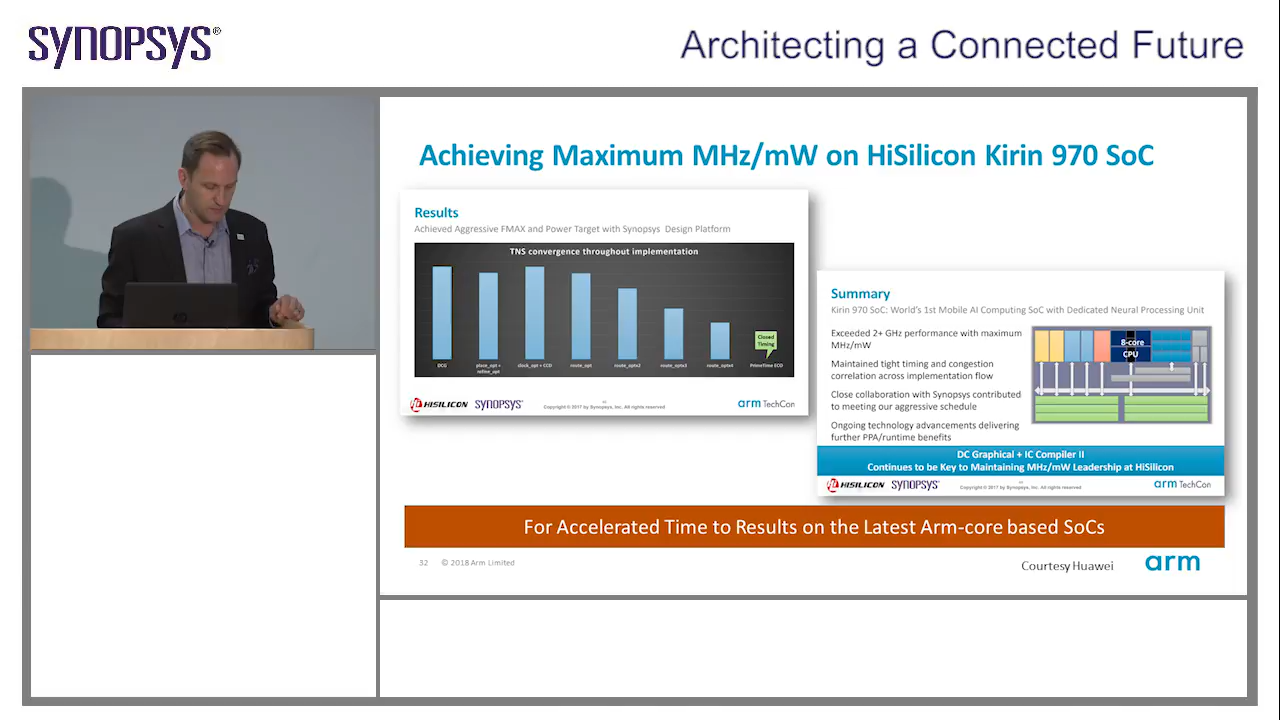 SYNOPSYS®
Architecting a Connected Future
Achieving Maximum MHz/mW on HiSilicon Kirin 970 SoC
Results
Achieved Aggressive FMAX and Power Target with Synopsys Design Platform
TNS convergence throughout implementation
Closed
Timing
DCG
place_opt +
refine_opt
clock_opt + CCD
route_opt
route_optx2
route_optx3
route_optx4
PrimeTime ECO
HISILICON SYNOPSYS®
Copyright © 2017 by Synopsys, Inc. All rights reserved
arm TechCon
Summary
Kirin 970 SoC: World's 1st Mobile AI Computing SoC with Dedicated Neural Processing Unit
Exceeded 2+ GHz performance with maximum
MHz/mW
Maintained tight timing and congestion
correlation across implementation flow
Close collaboration with Synopsys contributed
to meeting our aggressive schedule
Ongoing technology advancements delivering
further PPA/runtime benefits
8-core
CPU
DC Graphical + IC Compiler II
Continues to be Key to Maintaining MHz/mW Leadership at HiSilicon
HISILICON SYNOPSYS®
Copyright © 2017 by Synopsys, Inc. All rights reserved
arm TechCon
For Accelerated Time to Results on the Latest Arm-core based SoCs
32 © 2018 Arm Limited
Courtesy Huawei
arm